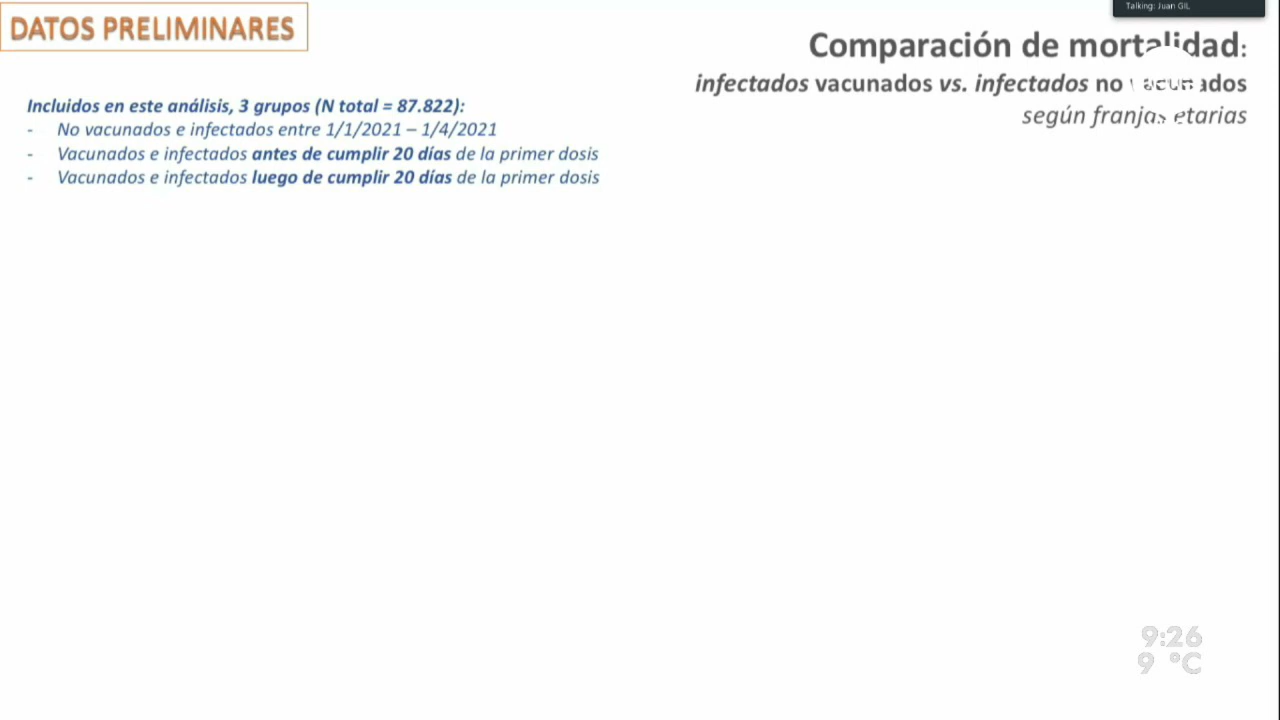 Talking: Juan GIL
DATOS PRELIMINARES
Comparación de mortalidad:
infectados vacunados vs. infectados no vacunados
según franjas etarias
Incluidos en este análisis, 3 grupos (N total = 87.822):
- No vacunados e infectados entre 1/1/2021 – 1/4/2021
- Vacunados e infectados antes de cumplir 20 días de la primer dosis
- Vacunados e infectados luego de cumplir 20 días de la primer dosis
9:26
9 °C